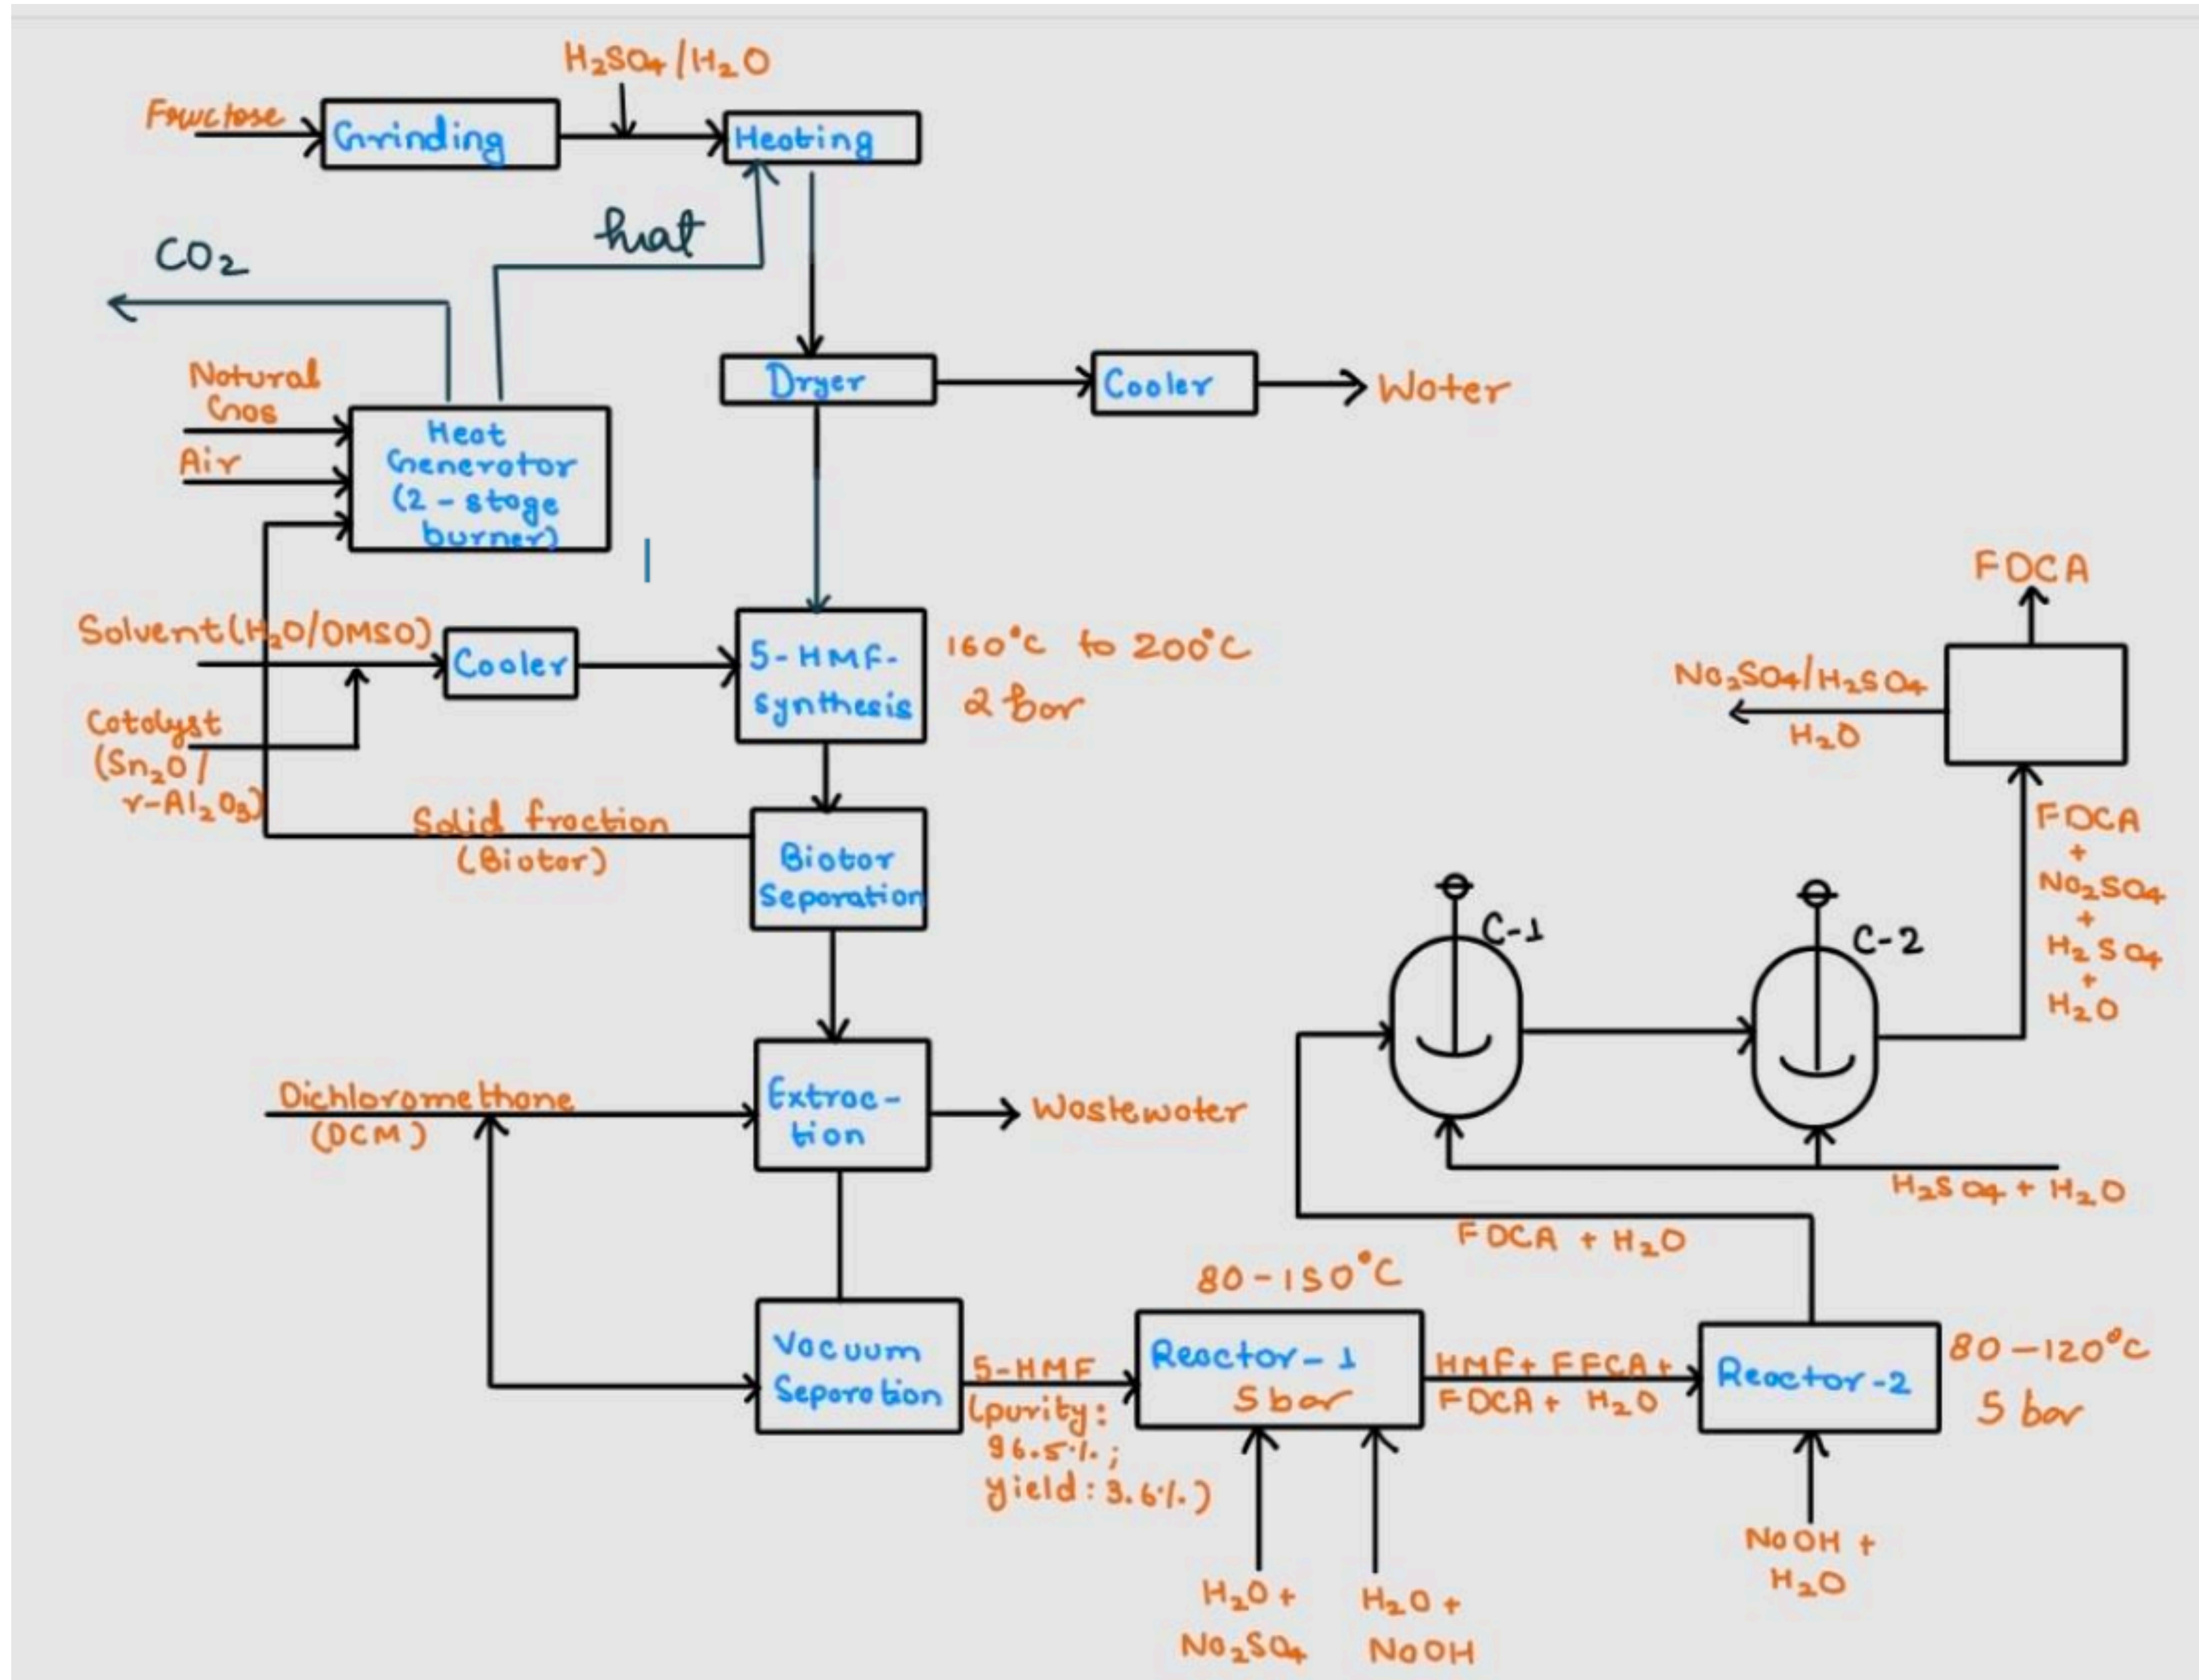 H₂SO₄/H₂O
Fructose
Grinding
Heating
heat
CO₂
Natural
Gas
Air
Heat
Generator
(2-stage
burner)
Dryer
Cooler
Water
Solvent (H₂O/DMSO)
Cooler
Catalyst
(Sn₂O/
r-Al₂O₃)
5-HMF-
synthesis
160°C to 200°C
2 bar
Solid fraction
(Biotar)
Biotar
Separation
Dichloromethane
(DCM)
Extrac-
tion
Wastewater
Vacuum
Separation
5-HMF
(purity:
96.5%;
yield: 3.6%)
80-150°C
Reactor-1
5 bar
H₂O +
Na₂SO₄
H₂O +
NaOH
HMF + FFCA +
FDCA + H₂O
Reactor-2
80-120°C
5 bar
NaOH +
H₂O
FDCA + H₂O
C-1
C-2
H₂SO₄ + H₂O
FDCA
+
Na₂SO₄
+
H₂SO₄
+
H₂O
Na₂SO₄/H₂SO₄
H₂O
FDCA